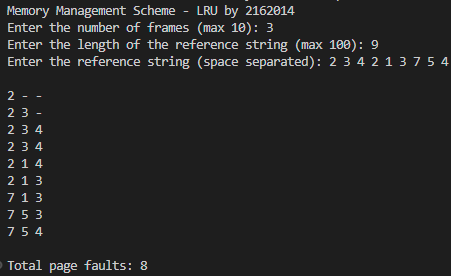 Memory Management Scheme - LRU by 2162014
Enter the number of frames (max 10): 3
Enter the length of the reference string (max 100): 9
Enter the reference string (space separated): 2 3 4 2 1 3 7 5 4
2 - -
2 3 -
2 3 4
2 3 4
2 1 4
2 1 3
7 1 3
7 5 3
7 5 4
Total page faults: 8